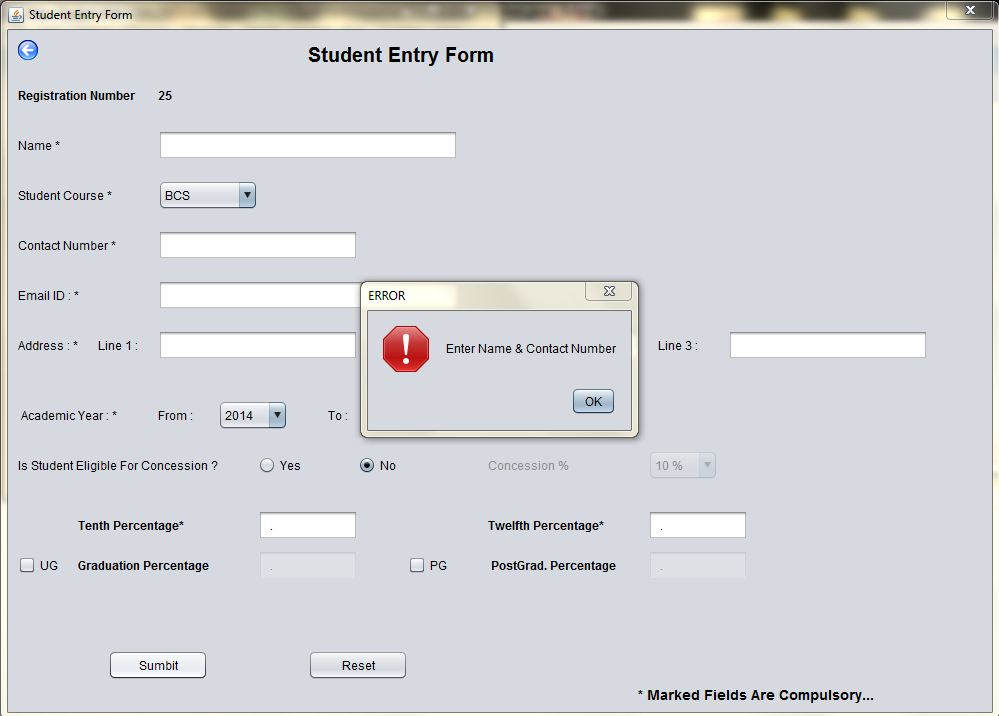 Student Entry Form
Student Entry Form
Registration Number 25
Name *
Student Course * BCS
Contact Number *
Email ID : *
ERROR
Enter Name & Contact Number
OK
Address : * Line 1 : Line 3 :
Academic Year : * From : 2014 To :
Is Student Eligible For Concession ? Yes No Concession % 10 %
Tenth Percentage* . Twelfth Percentage* .
UG Graduation Percentage . PG PostGrad. Percentage .
Sumbit Reset
* Marked Fields Are Compulsory...